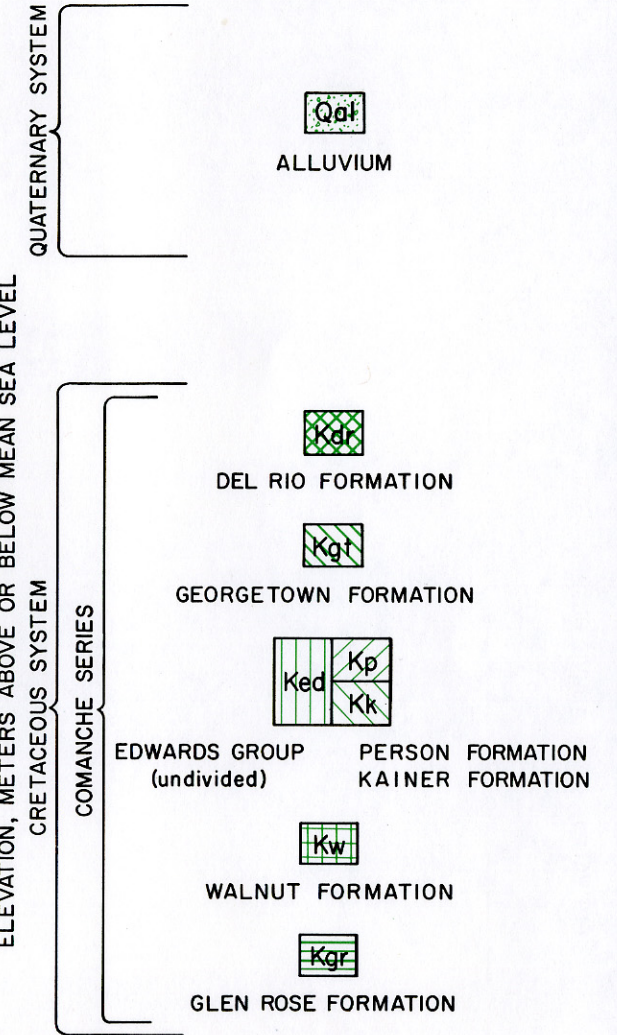 QUATERNARY SYSTEM
Qal
ALLUVIUM
ELEVATION, METERS ABOVE OR BELOW MEAN SEA LEVEL
CRETACEOUS SYSTEM
COMANCHE SERIES
Kdr
DEL RIO FORMATION
Kgt
GEORGETOWN FORMATION
Ked
Kp
Kk
EDWARDS GROUP
(undivided)
PERSON FORMATION
KAINER FORMATION
Kw
WALNUT FORMATION
Kgr
GLEN ROSE FORMATION